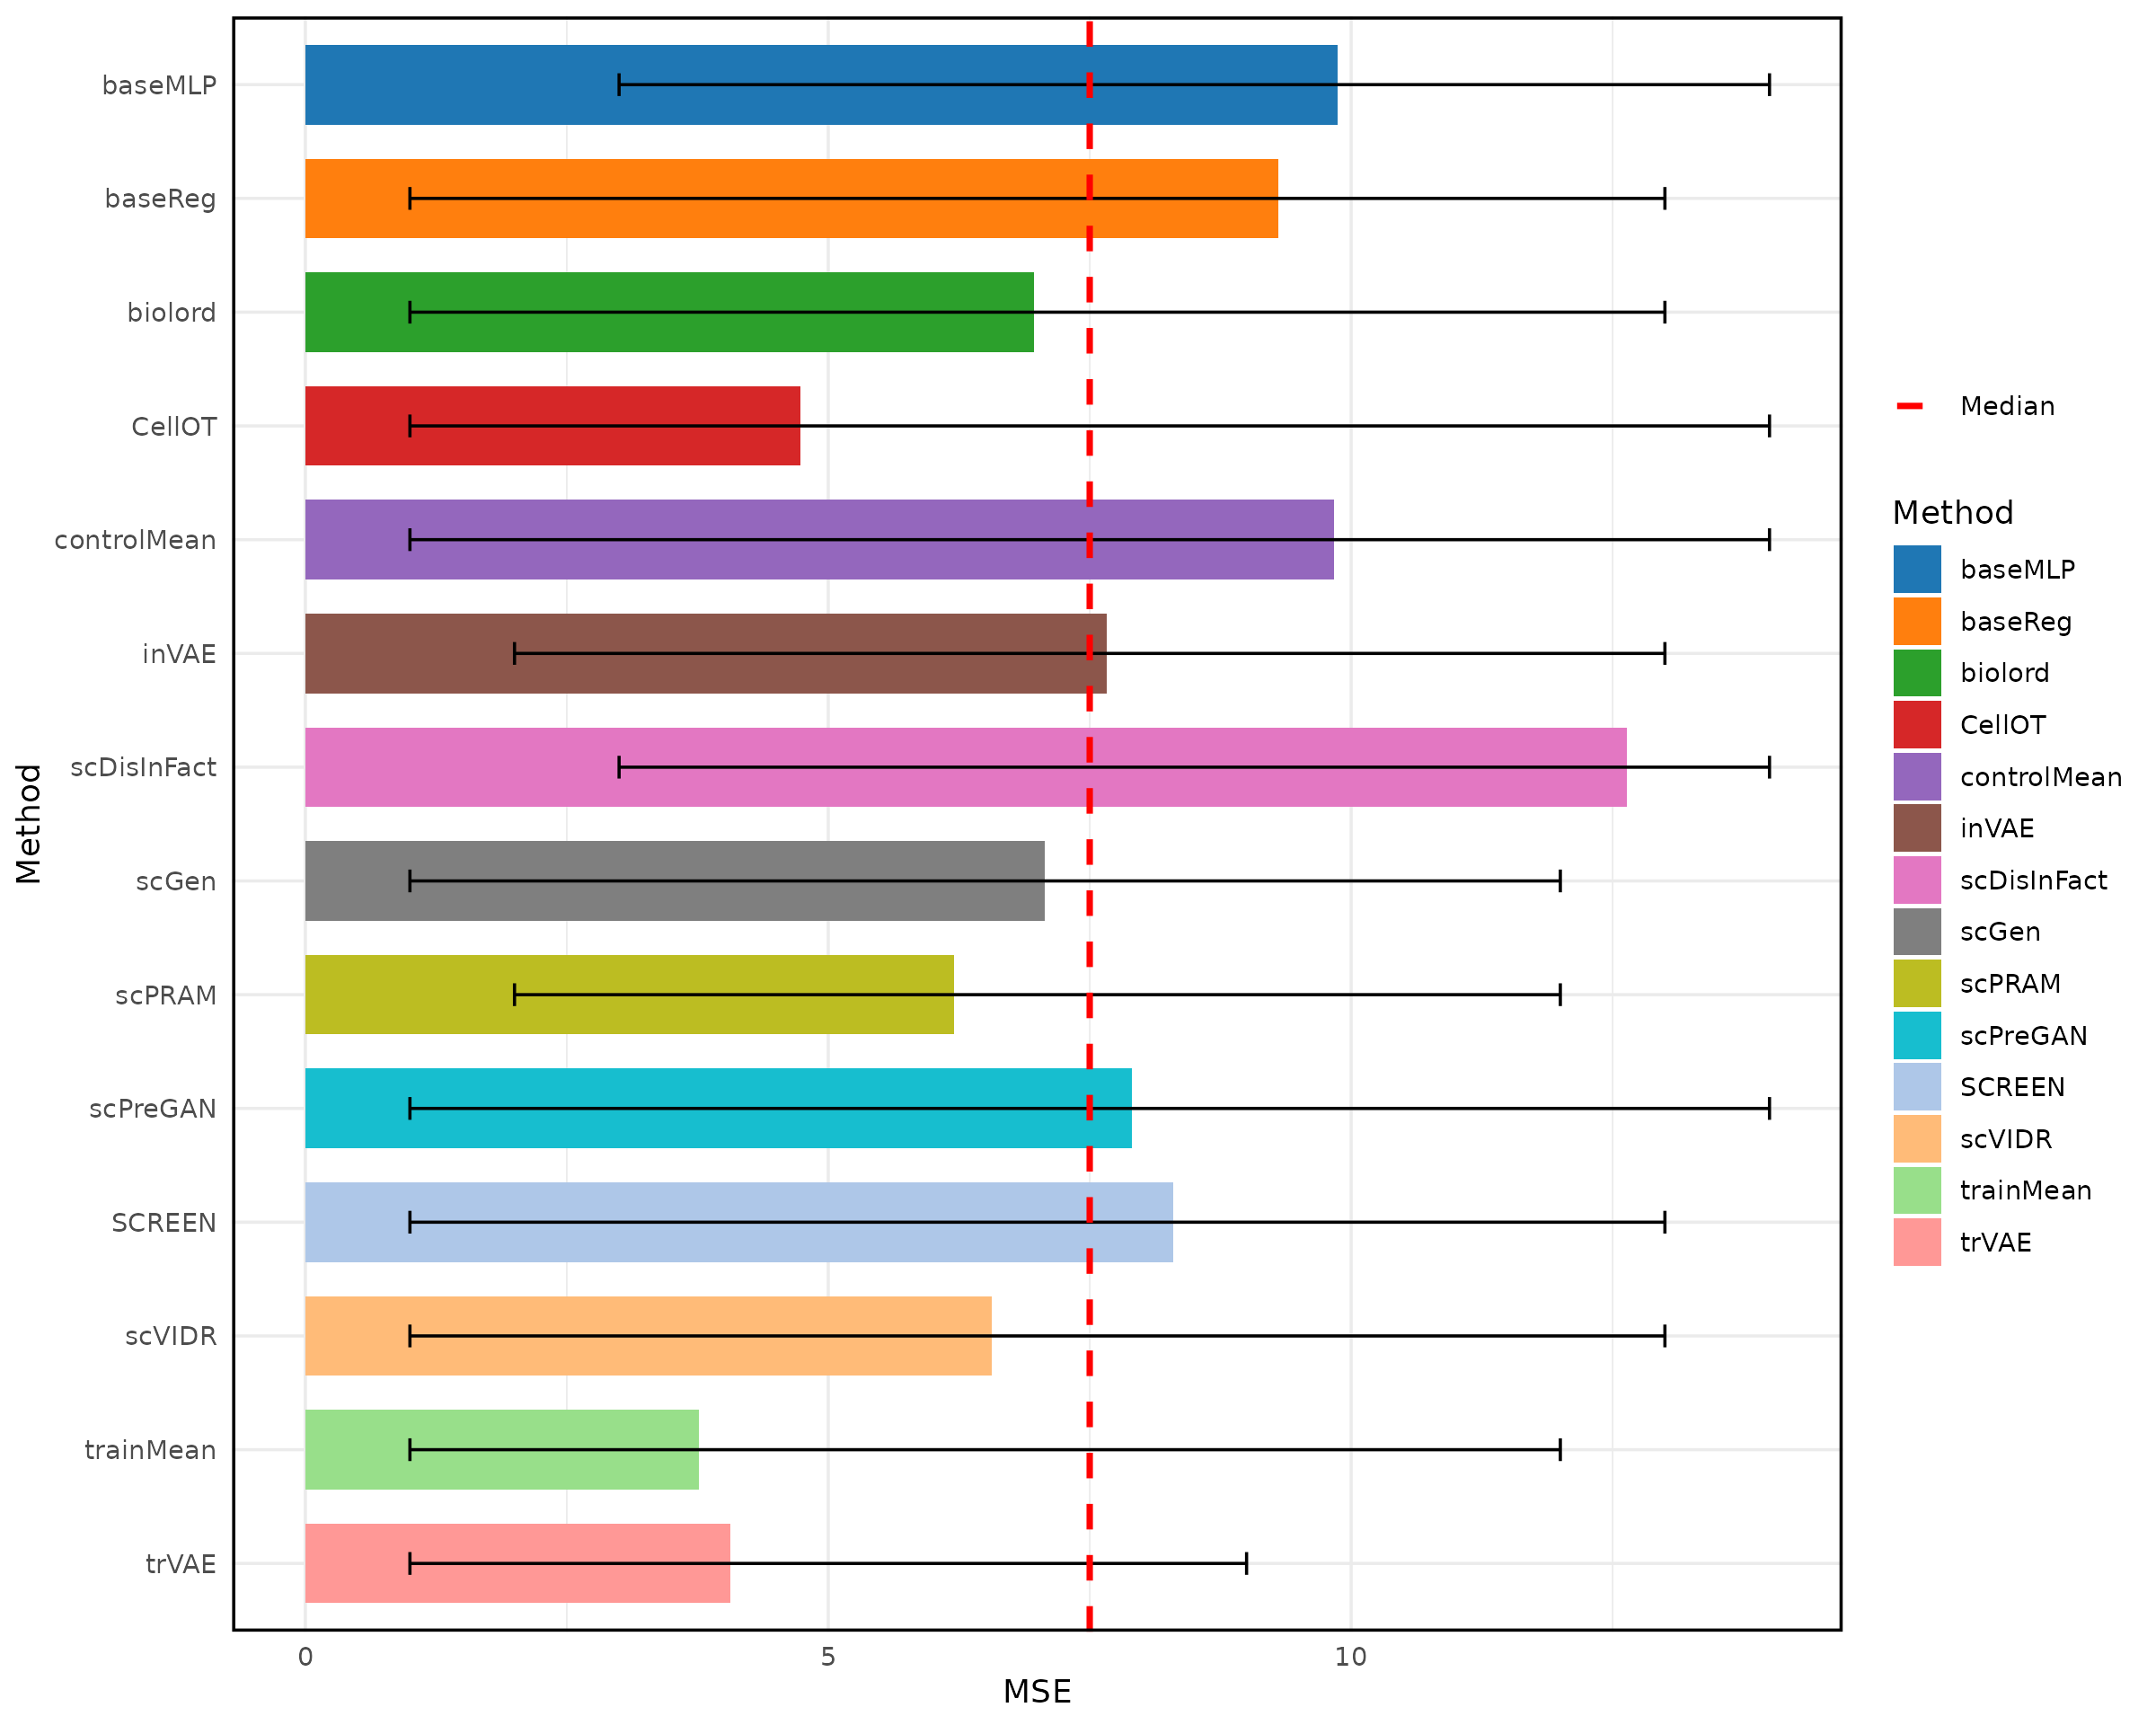 Method
baseMLP
baseReg
biolord
CellOT
controlMean
inVAE
scDisInFact
scGen
scPRAM
scPreGAN
SCREEN
scVIDR
trainMean
trVAE
0 5 10
MSE
Median
Method
baseMLP
baseReg
biolord
CellOT
controlMean
inVAE
scDisInFact
scGen
scPRAM
scPreGAN
SCREEN
scVIDR
trainMean
trVAE